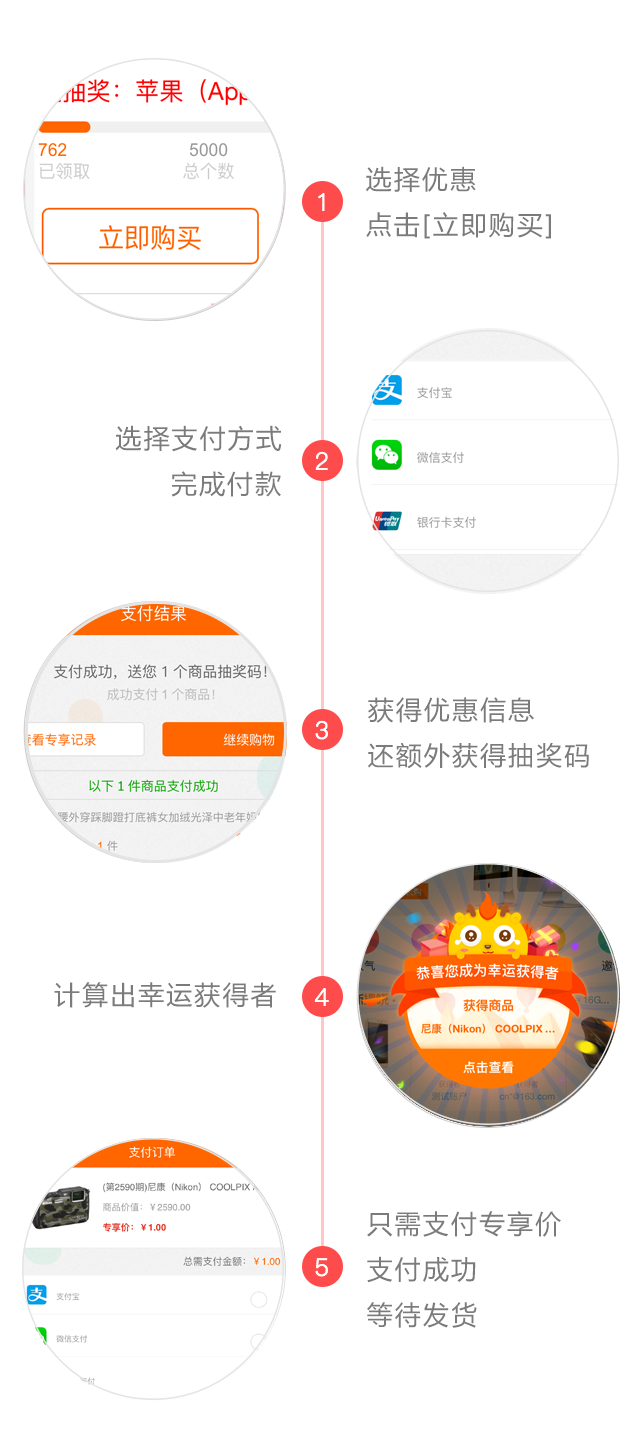 抽奖：苹果（App
762
5000
已领取
总个数
立即购买
1
选择优惠
点击[立即购买]
支付宝
微信支付
银行卡支付
选择支付方式
完成付款
2
支付结果
支付成功，送您 1 个商品抽奖码！
成功支付 1 个商品！
看专享记录
继续购物
以下 1 件商品支付成功
腰外穿踩脚蹬打底裤女加绒光泽中老年
1 件
3
获得优惠信息
还额外获得抽奖码
计算出幸运获得者
4
气
邀
恭喜您成为幸运获得者
获得商品
16G...
尼康（Nikon） COOLPIX ...
点击查看
cn*@163.com
支付订单
(第2590期)尼康（Nikon） COOLPIX
商品价值：￥2590.00
专享价：￥1.00
总需支付金额：￥1.00
支付宝
微信支付
付
5
只需支付专享价
支付成功
等待发货